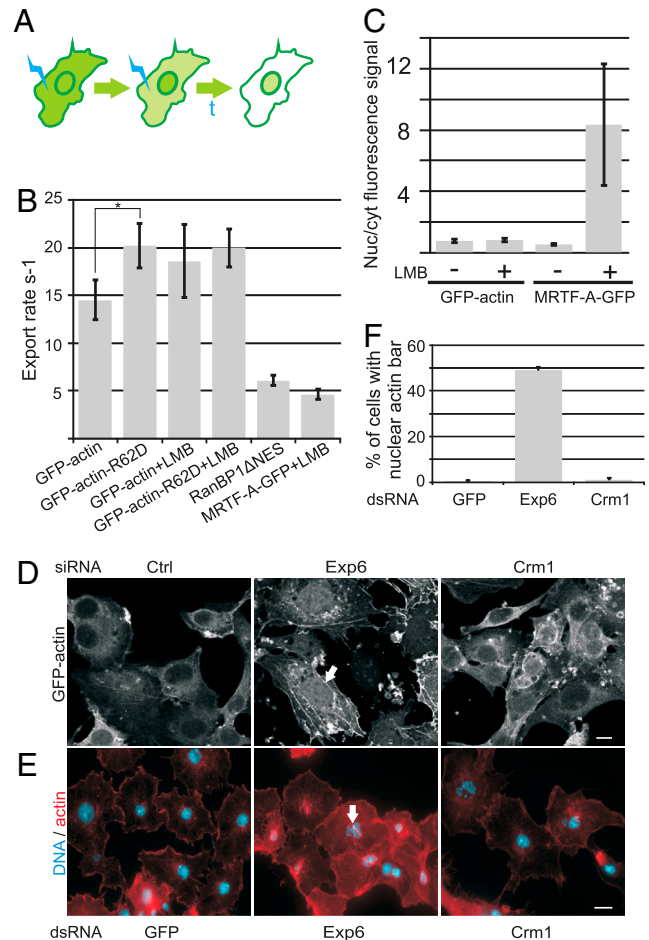 A
t
B
Export rate s-1
25
20
15
10
5
*
GFP-actin
GFP-actin-R62D
GFP-actin+LMB
GFP-actin-R62D+LMB
RanBP1ΔNES
MRTF-A-GFP+LMB
C
Nuc/cyt fluorescence signal
12
8
4
LMB - + - +
GFP-actin MRTF-A-GFP
F
% of cells with
nuclear actin bar
60
40
20
0
dsRNA GFP Exp6 Crm1
D
siRNA Ctrl Exp6 Crm1
GFP-actin
E
DNA / actin
dsRNA GFP Exp6 Crm1